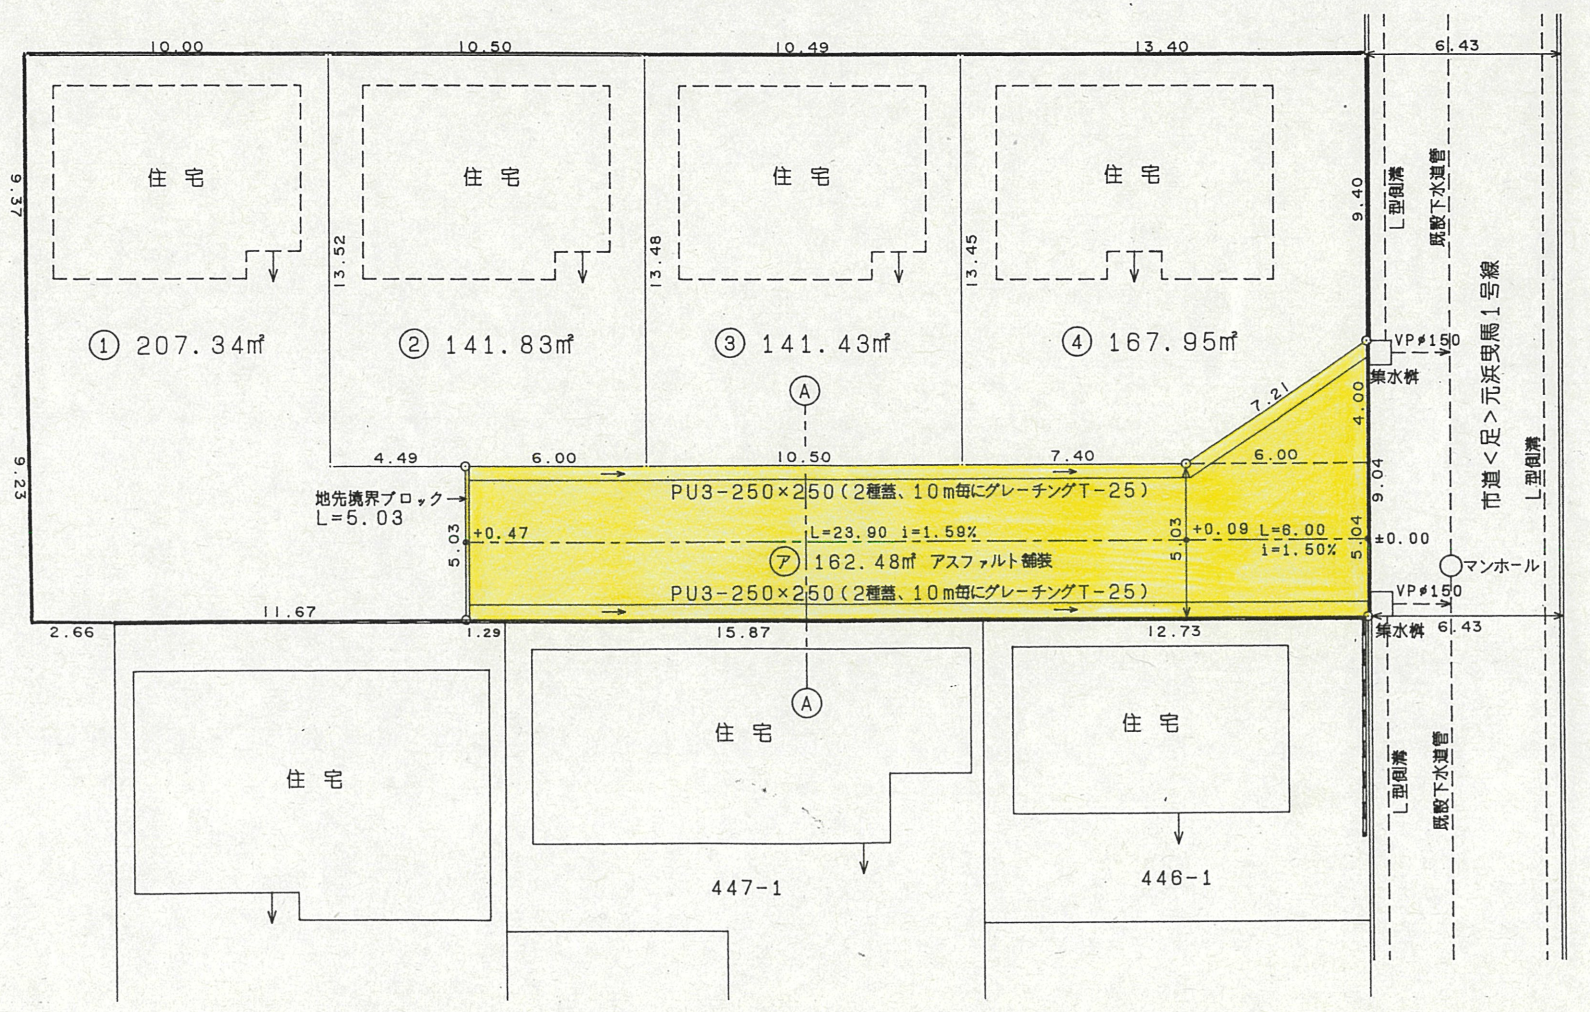 10.00
10.50
10.49
13.40
6.43
住宅
住宅
住宅
住宅
9.37
13.52
13.48
13.45
9.40
L型側溝
既設下水道管
市道<足>元浜曳馬1号線
① 207.34㎡
② 141.83㎡
③ 141.43㎡
④ 167.95㎡
VPφ150
集水桝
A
7.21
4.00
4.49
6.00
10.50
7.40
6.00
9.23
9.04
L型側溝
地先境界ブロック
L=5.03
PU3-250×250(2種蓋、10m毎にグレーチングT-25)
5.03
+0.47
L=23.90 i=1.59%
5.03
+0.09 L=6.00
i=1.50%
5.04
±0.00
㋐ 162.48㎡ アスファルト舗装
マンホール
PU3-250×250(2種蓋、10m毎にグレーチングT-25)
VPφ150
集水桝
6.43
2.66
11.67
1.29
15.87
12.73
A
住宅
住宅
住宅
L型側溝
既設下水道管
447-1
446-1